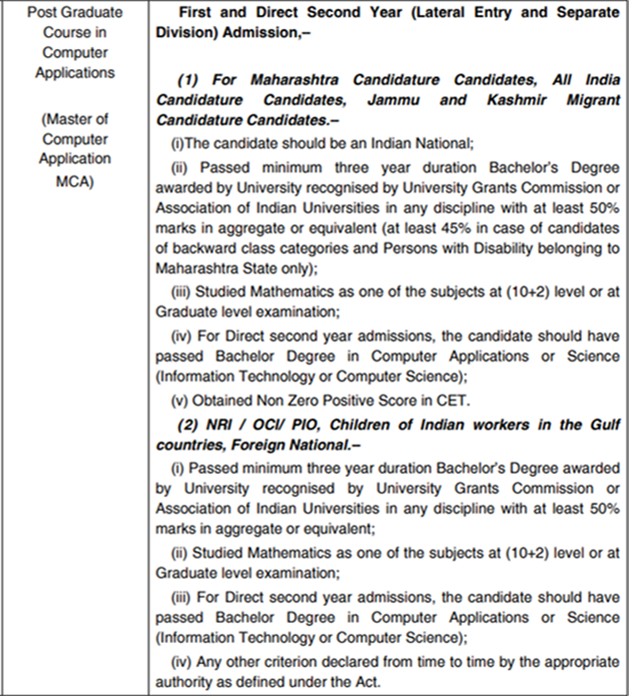 Post Graduate
Course in
Computer
Applications
(Master of
Computer
Application
MCA)
First and Direct Second Year (Lateral Entry and Separate
Division) Admission,–
(1) For Maharashtra Candidature Candidates, All India
Candidature Candidates, Jammu and Kashmir Migrant
Candidature Candidates.–
(i)The candidate should be an Indian National;
(ii) Passed minimum three year duration Bachelor's Degree
awarded by University recognised by University Grants Commission or
Association of Indian Universities in any discipline with at least 50%
marks in aggregate or equivalent (at least 45% in case of candidates
of backward class categories and Persons with Disability belonging to
Maharashtra State only);
(iii) Studied Mathematics as one of the subjects at (10+2) level or at
Graduate level examination;
(iv) For Direct second year admissions, the candidate should have
passed Bachelor Degree in Computer Applications or Science
(Information Technology or Computer Science);
(v) Obtained Non Zero Positive Score in CET.
(2) NRI / OCI/ PIO, Children of Indian workers in the Gulf
countries, Foreign National.–
(i) Passed minimum three year duration Bachelor's Degree awarded
by University recognised by University Grants Commission or
Association of Indian Universities in any discipline with at least 50%
marks in aggregate or equivalent;
(ii) Studied Mathematics as one of the subjects at (10+2) level or at
Graduate level examination;
(iii) For Direct second year admissions, the candidate should have
passed Bachelor Degree in Computer Applications or Science
(Information Technology or Computer Science);
(iv) Any other criterion declared from time to time by the appropriate
authority as defined under the Act.